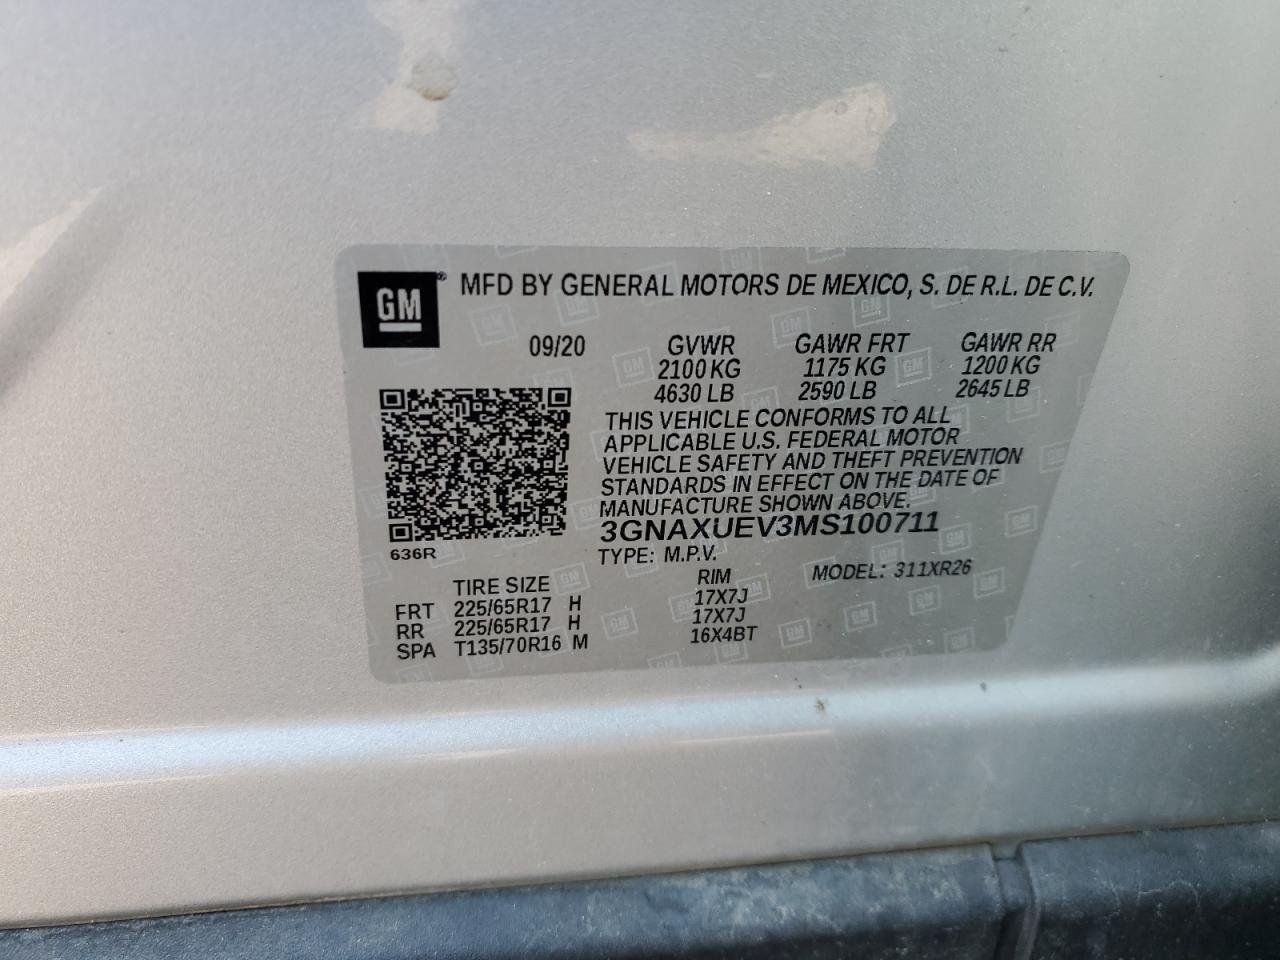 GM® MFD BY GENERAL MOTORS DE MEXICO, S. DE R.L. DE C.V.
09/20 GVWR GAWR FRT GAWR RR
2100 KG 1175 KG 1200 KG
4630 LB 2590 LB 2645 LB
THIS VEHICLE CONFORMS TO ALL
APPLICABLE U.S. FEDERAL MOTOR
VEHICLE SAFETY AND THEFT PREVENTION
STANDARDS IN EFFECT ON THE DATE OF
MANUFACTURE SHOWN ABOVE.
3GNAXUEV3MS100711
636R TYPE: M.P.V. MODEL: 311XR26
TIRE SIZE RIM
FRT 225/65R17 H 17X7J
RR 225/65R17 H 17X7J
SPA T135/70R16 M 16X4BT